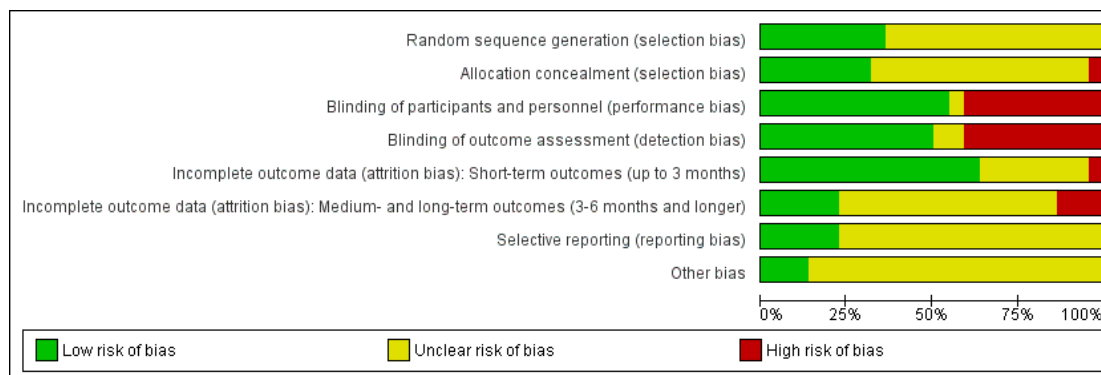 Random sequence generation (selection bias)
Allocation concealment (selection bias)
Blinding of participants and personnel (performance bias)
Blinding of outcome assessment (detection bias)
Incomplete outcome data (attrition bias): Short-term outcomes (up to 3 months)
Incomplete outcome data (attrition bias): Medium- and long-term outcomes (3-6 months and longer)
Selective reporting (reporting bias)
Other bias
0% 25% 50% 75% 100%
Low risk of bias Unclear risk of bias High risk of bias